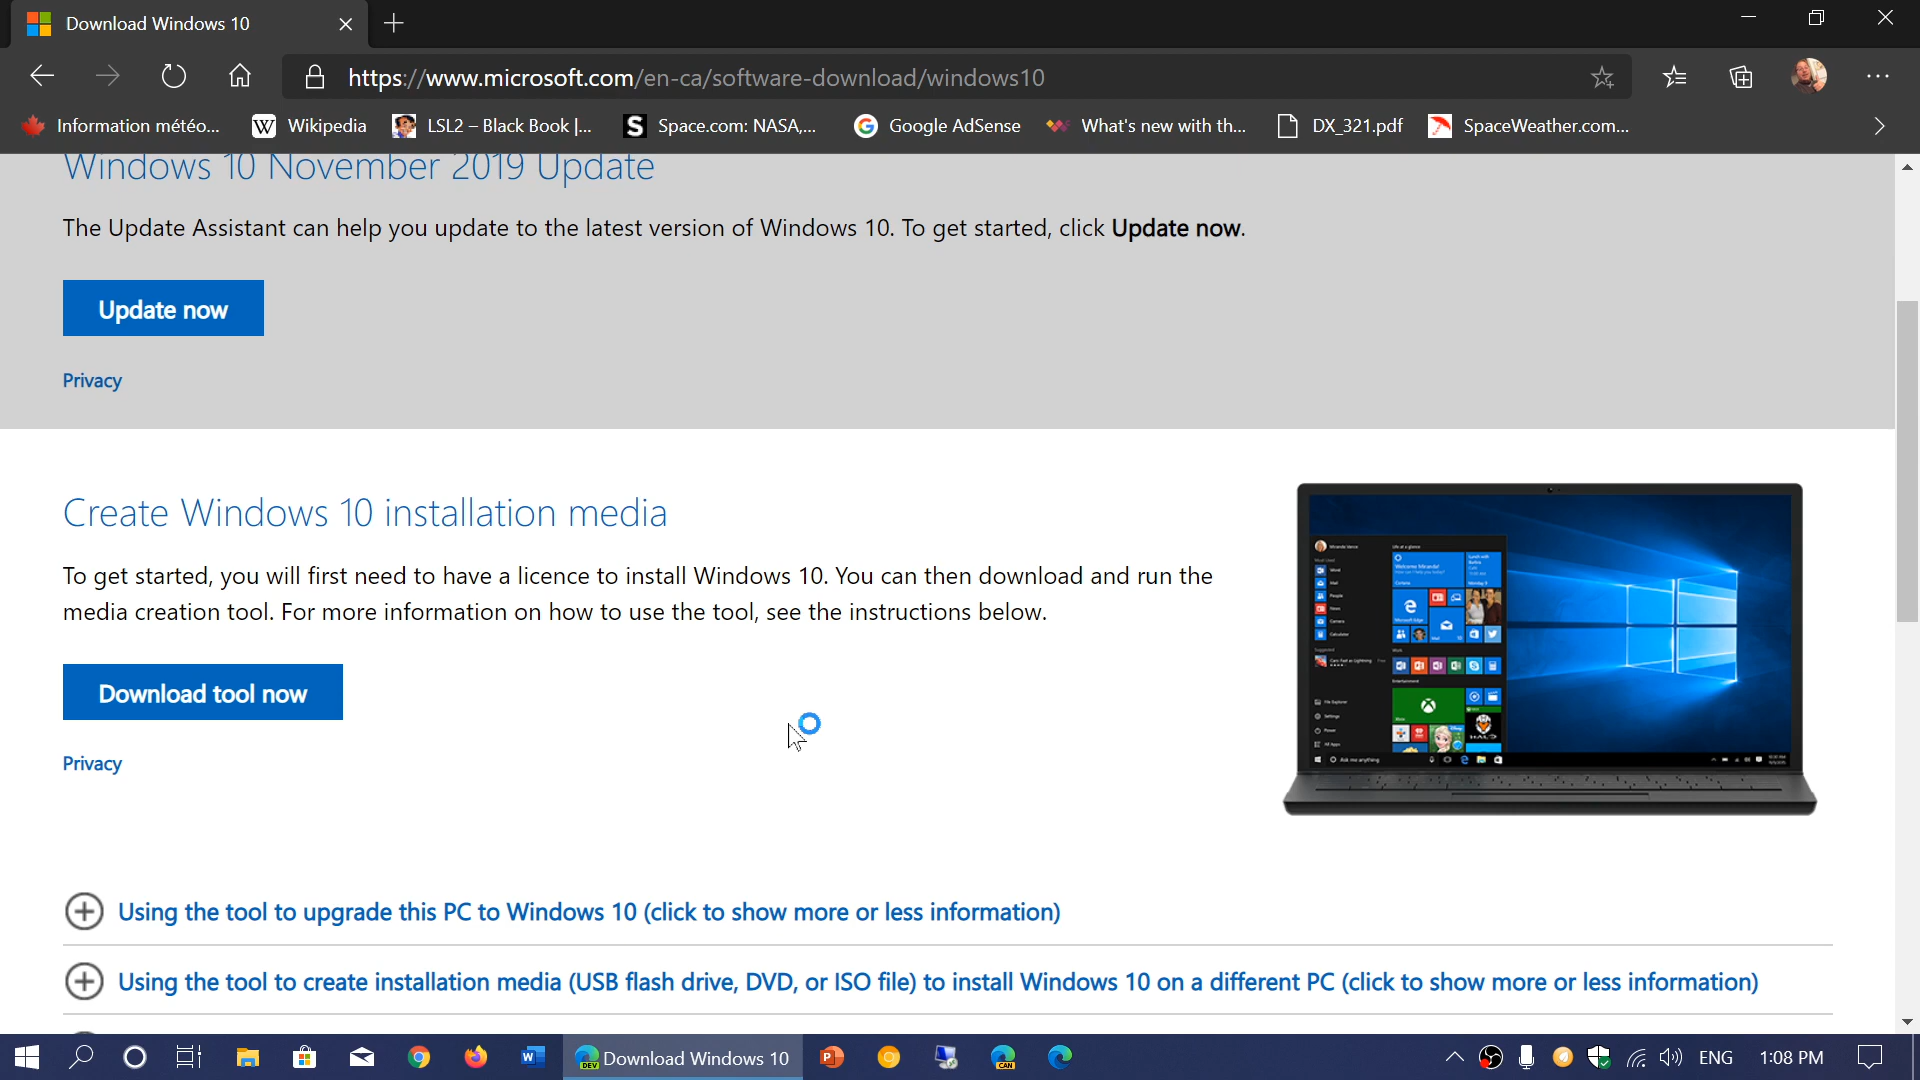 Download Windows 10
https://www.microsoft.com/en-ca/software-download/windows10
Information météo...
Wikipedia
LSL2 – Black Book |...
Space.com: NASA,...
Google AdSense
What's new with th...
DX_321.pdf
SpaceWeather.com...
Windows 10 November 2019 Update
The Update Assistant can help you update to the latest version of Windows 10. To get started, click Update now.
Update now
Privacy
Create Windows 10 installation media
To get started, you will first need to have a licence to install Windows 10. You can then download and run the
media creation tool. For more information on how to use the tool, see the instructions below.
Download tool now
Privacy
Using the tool to upgrade this PC to Windows 10 (click to show more or less information)
Using the tool to create installation media (USB flash drive, DVD, or ISO file) to install Windows 10 on a different PC (click to show more or less information)
Download Windows 10
DEV
CAN
ENG
1:08 PM